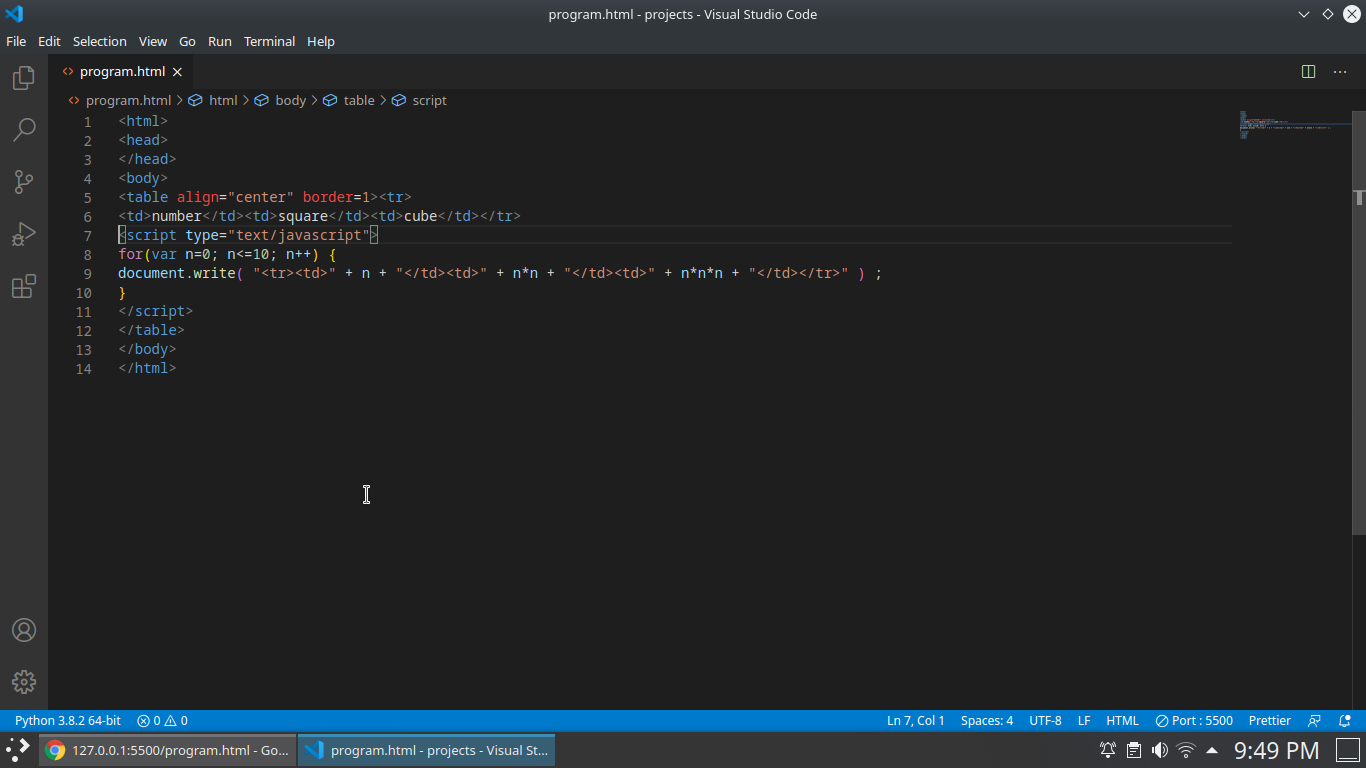 program.html - projects - Visual Studio Code
File Edit Selection View Go Run Terminal Help
program.html
program.html > html > body > table > script
1 <html>
2 <head>
3 </head>
4 <body>
5 <table align="center" border=1><tr>
6 <td>number</td><td>square</td><td>cube</td></tr>
7 <script type="text/javascript">
8 for(var n=0; n<=10; n++) {
9 document.write( "<tr><td>" + n + "</td><td>" + n*n + "</td><td>" + n*n*n + "</td></tr>" ) ;
10 }
11 </script>
12 </table>
13 </body>
14 </html>
Python 3.8.2 64-bit 0 0 Ln 7, Col 1 Spaces: 4 UTF-8 LF HTML Port : 5500 Prettier
127.0.0.1:5500/program.html - Go... program.html - projects - Visual St... 9:49 PM